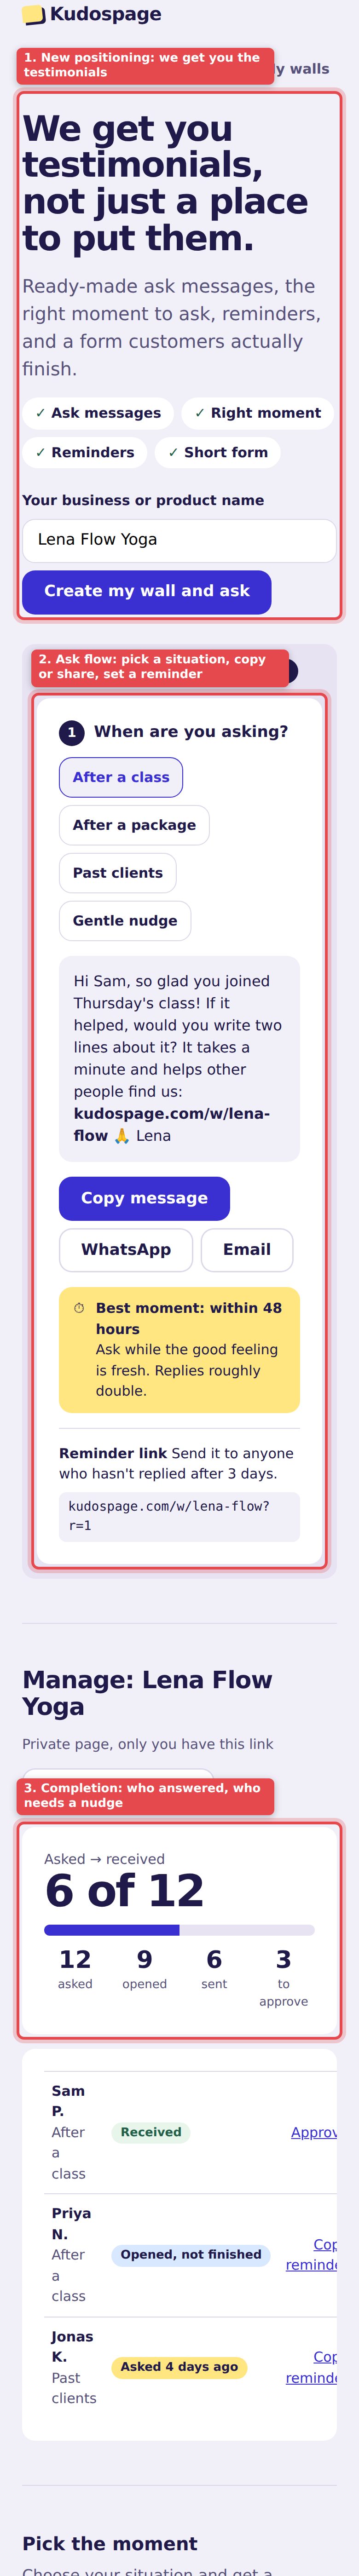 Kudospage
1. New positioning: we get you the
testimonials
walls
We get you
testimonials,
not just a place
to put them.
Ready-made ask messages, the
right moment to ask, reminders,
and a form customers actually
finish.
✓ Ask messages ✓ Right moment
✓ Reminders ✓ Short form
Your business or product name
Lena Flow Yoga
Create my wall and ask
2. Ask flow: pick a situation, copy
or share, set a reminder
1 When are you asking?
After a class
After a package
Past clients
Gentle nudge
Hi Sam, so glad you joined
Thursday's class! If it
helped, would you write two
lines about it? It takes a
minute and helps other
people find us:
kudospage.com/w/lena-
flow 🙏 Lena
Copy message
WhatsApp Email
⏱ Best moment: within 48
hours
Ask while the good feeling
is fresh. Replies roughly
double.
Reminder link Send it to anyone
who hasn't replied after 3 days.
kudospage.com/w/lena-flow?
r=1
Manage: Lena Flow
Yoga
Private page, only you have this link
3. Completion: who answered, who
needs a nudge
Asked → received
6 of 12
12 9 6 3
asked opened sent to
approve
Sam
P.
After
a
class
Received
Approv
Priya
N.
After
a
class
Opened, not finished
Cop
reminde
Jonas
K.
Past
clients
Asked 4 days ago
Cop
reminde
Pick the moment
Choose your situation and get a